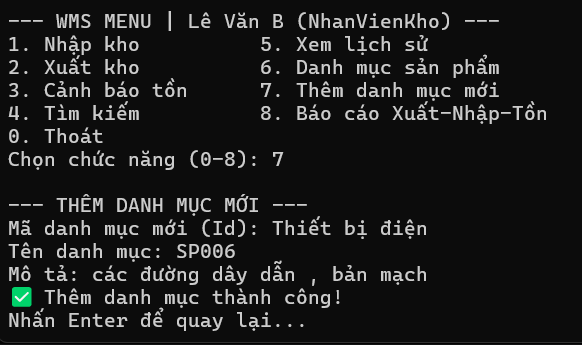 --- WMS MENU | Lê Văn B (NhanVienKho) ---
1. Nhập kho 5. Xem lịch sử
2. Xuất kho 6. Danh mục sản phẩm
3. Cảnh báo tồn 7. Thêm danh mục mới
4. Tìm kiếm 8. Báo cáo Xuất-Nhập-Tồn
0. Thoát
Chọn chức năng (0-8): 7
--- THÊM DANH MỤC MỚI ---
Mã danh mục mới (Id): Thiết bị điện
Tên danh mục: SP006
Mô tả: các đường dây dẫn , bản mạch
✅ Thêm danh mục thành công!
Nhấn Enter để quay lại...